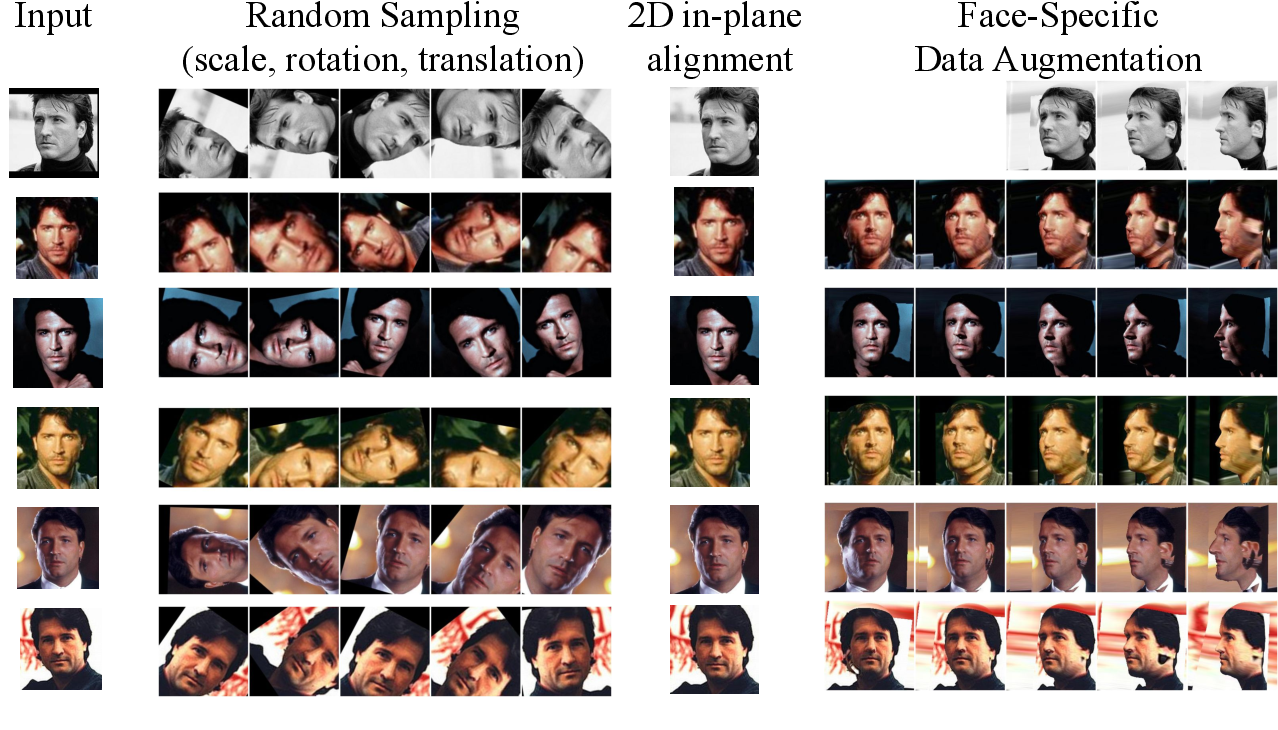 Input
Random Sampling
(scale, rotation, translation)
2D in-plane
alignment
Face-Specific
Data Augmentation